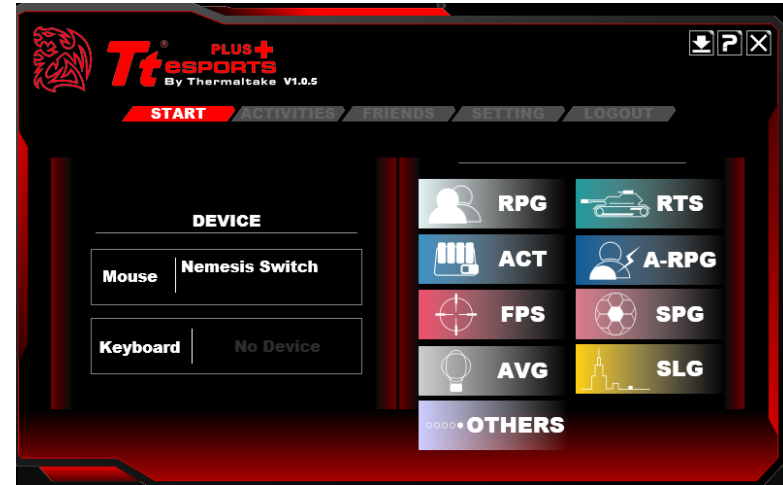 Tt® PLUS+
eSPORTS
By Thermaltake V1.0.5
START ACTIVITIES FRIENDS SETTING LOGOUT
DEVICE
Mouse Nemesis Switch
Keyboard No Device
RPG RTS
ACT A-RPG
FPS SPG
AVG SLG
OTHERS